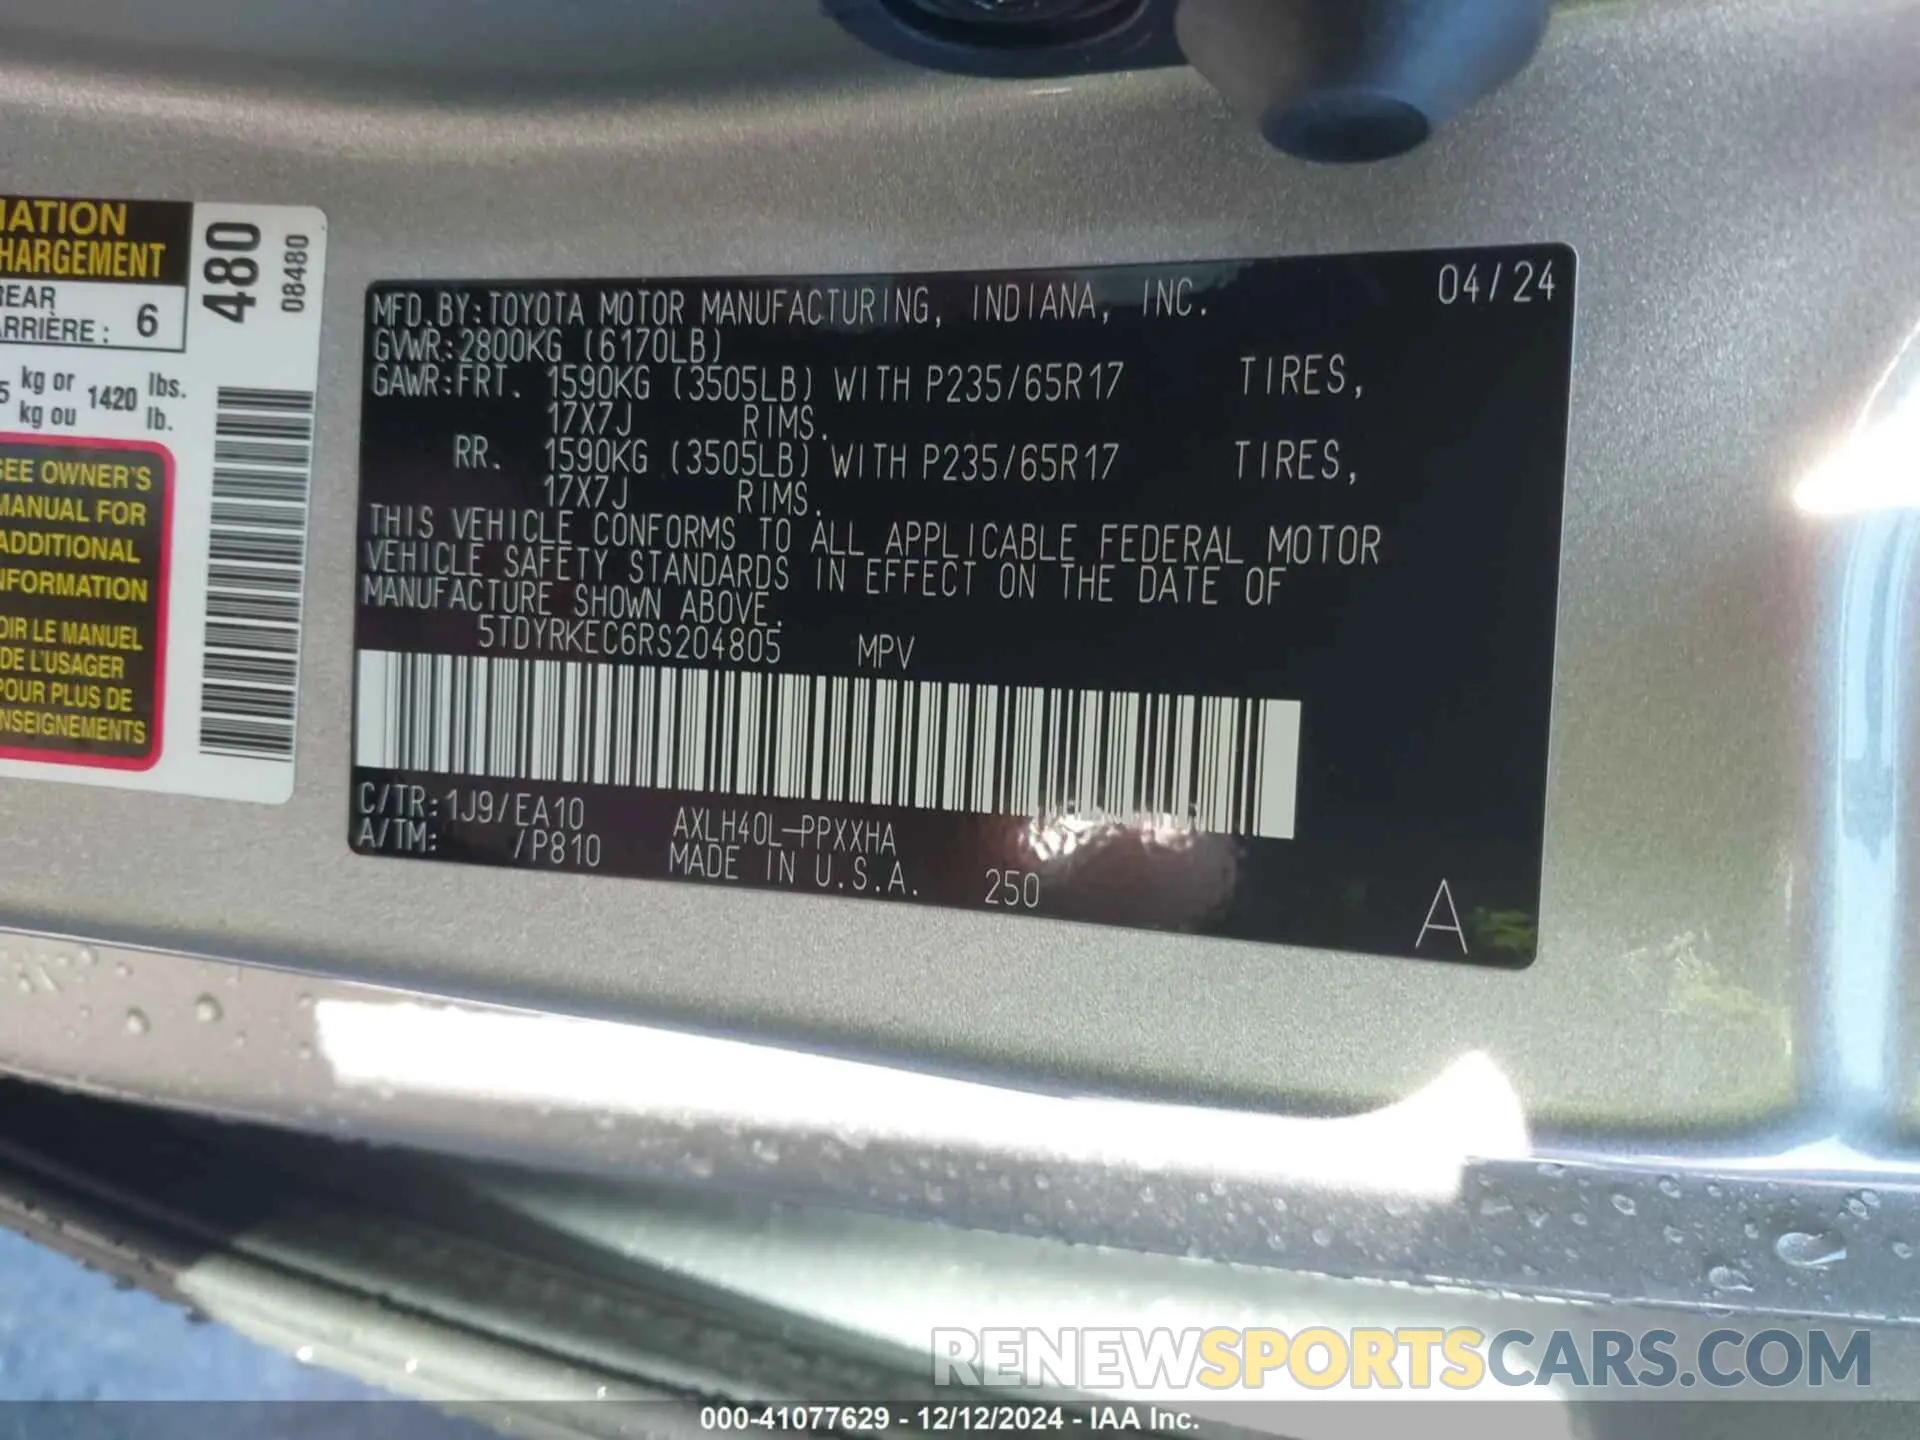 MATION
CHARGEMENT
REAR
ARRIÈRE : 6
5 kg or 1420 lbs.
kg ou lb.
SEE OWNER'S
MANUAL FOR
ADDITIONAL
INFORMATION
OIR LE MANUEL
DE L'USAGER
POUR PLUS DE
NSEIGNEMENTS
480
08480
MFD. BY: TOYOTA MOTOR MANUFACTURING, INDIANA, INC. 04/24
GVWR: 2800KG (6170LB)
GAWR: FRT. 1590KG (3505LB) WITH P235/65R17 TIRES,
17X7J RIMS.
RR. 1590KG (3505LB) WITH P235/65R17 TIRES,
17X7J RIMS.
THIS VEHICLE CONFORMS TO ALL APPLICABLE FEDERAL MOTOR
VEHICLE SAFETY STANDARDS IN EFFECT ON THE DATE OF
MANUFACTURE SHOWN ABOVE.
5TDYRKEC6RS204805 MPV
C/TR: 1J9/EA10 AXLH40L-PPXXHA
A/TM: /P810 MADE IN U.S.A. 250 A
RENEWSPORTSCARS.COM
000-41077629 - 12/12/2024 - IAA Inc.